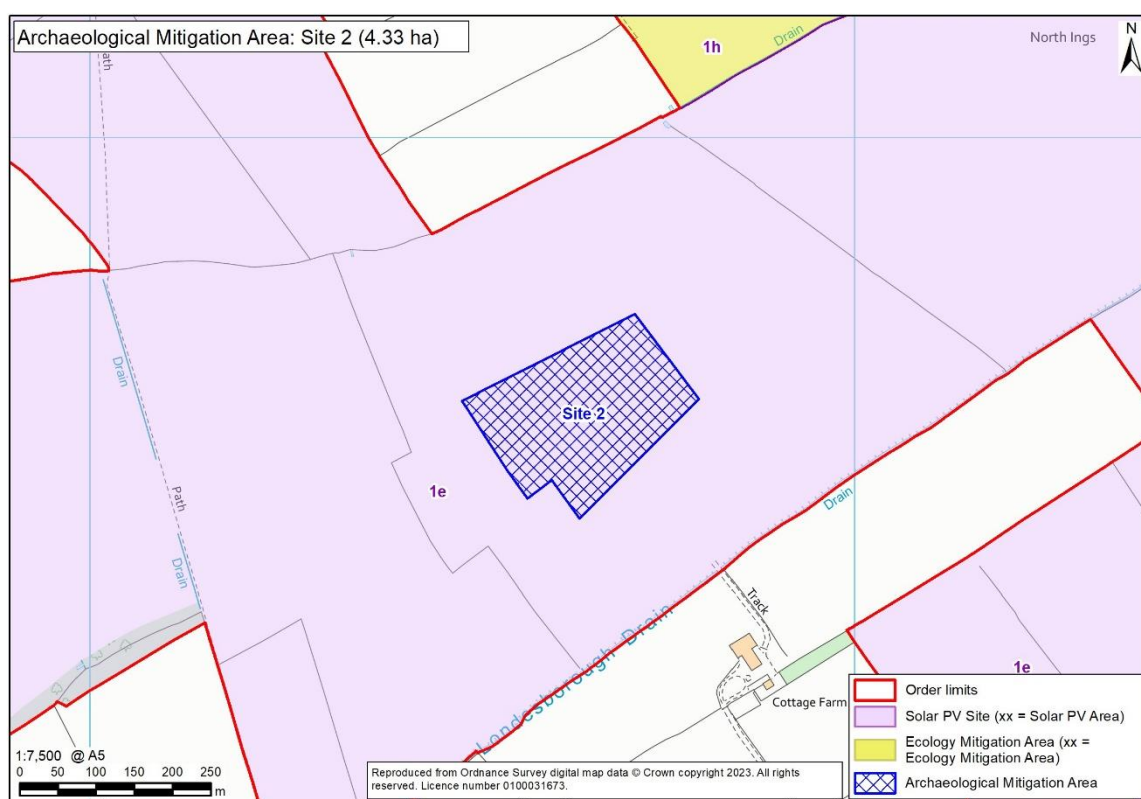 Archaeological Mitigation Area: Site 2 (4.33 ha)
Path
1h
Drain
North Ings
N
Drain
Site 2
1e
Path
Drain
Drain
Londesborough Drain
Track
1e
Cottage Farm
Order limits
Solar PV Site (xx = Solar PV Area)
Ecology Mitigation Area (xx =
Ecology Mitigation Area)
Archaeological Mitigation Area
1:7,500 @ A5
0 50 100 150 200 250
m
Reproduced from Ordnance Survey digital map data © Crown copyright 2023. All rights
reserved. Licence number 0100031673.